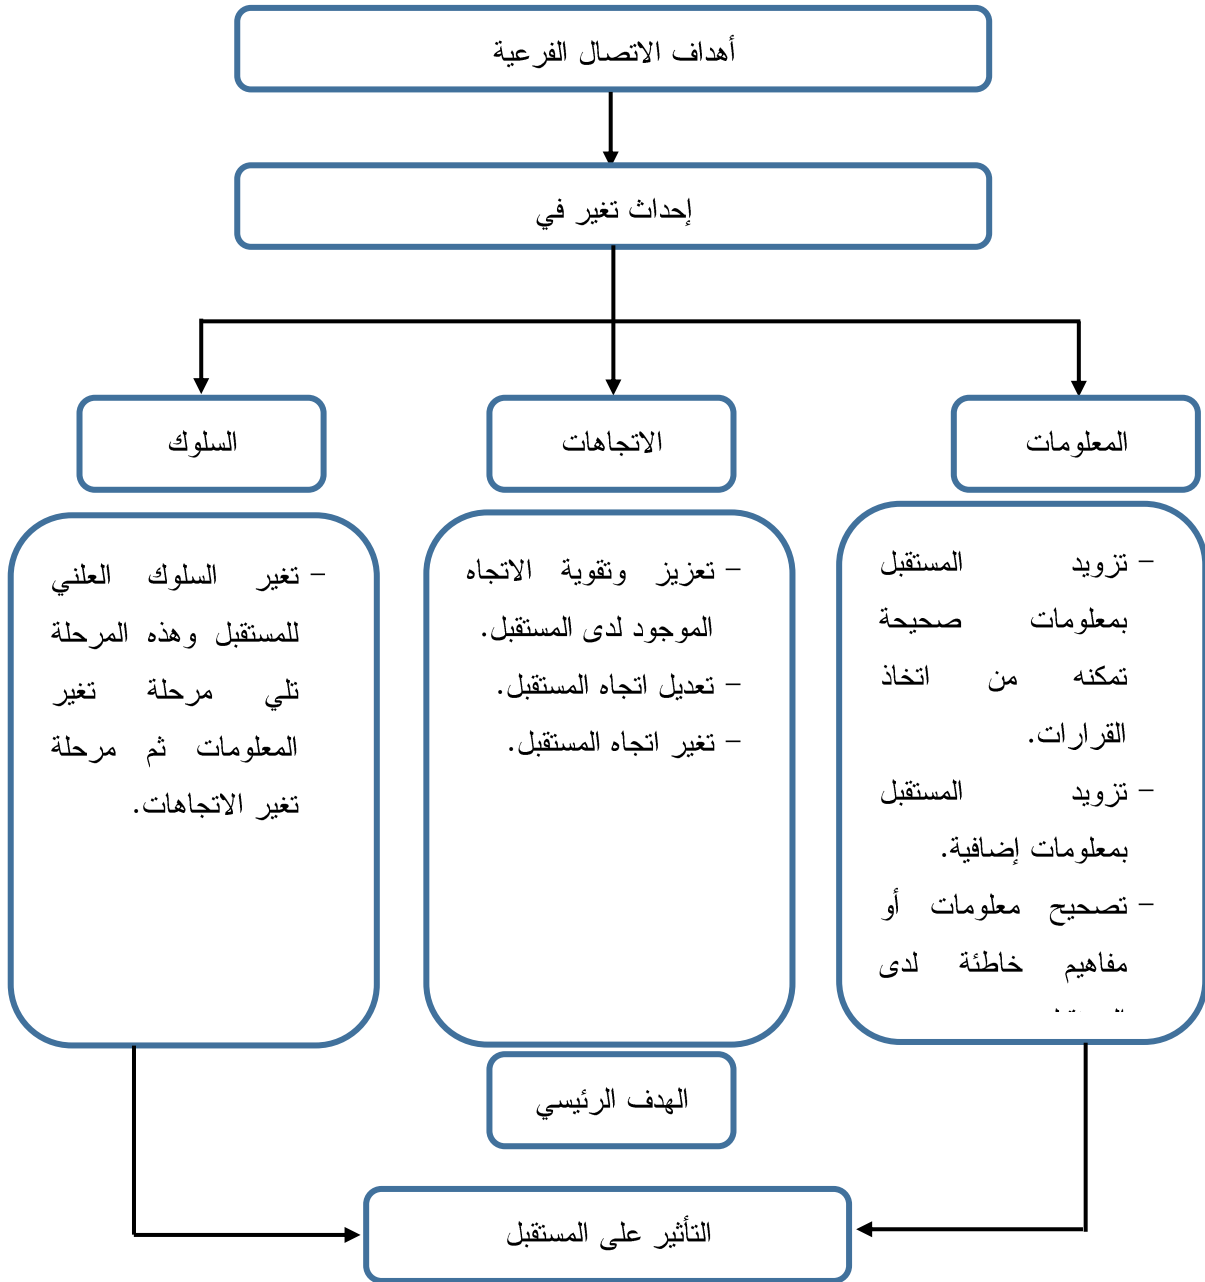 أهداف الاتصال الفرعية
إحداث تغير في
المعلومات
الاتجاهات
السلوك
- تزويد المستقبل
بمعلومات صحيحة
تمكنه من اتخاذ
القرارات.
- تزويد المستقبل
بمعلومات إضافية.
- تصحيح معلومات أو
مفاهيم خاطئة لدى
- تعزيز وتقوية الاتجاه
الموجود لدى المستقبل.
- تعديل اتجاه المستقبل.
- تغير اتجاه المستقبل.
- تغير السلوك العلني
للمستقبل وهذه المرحلة
تلي مرحلة تغير
المعلومات ثم مرحلة
تغير الاتجاهات.
الهدف الرئيسي
التأثير على المستقبل